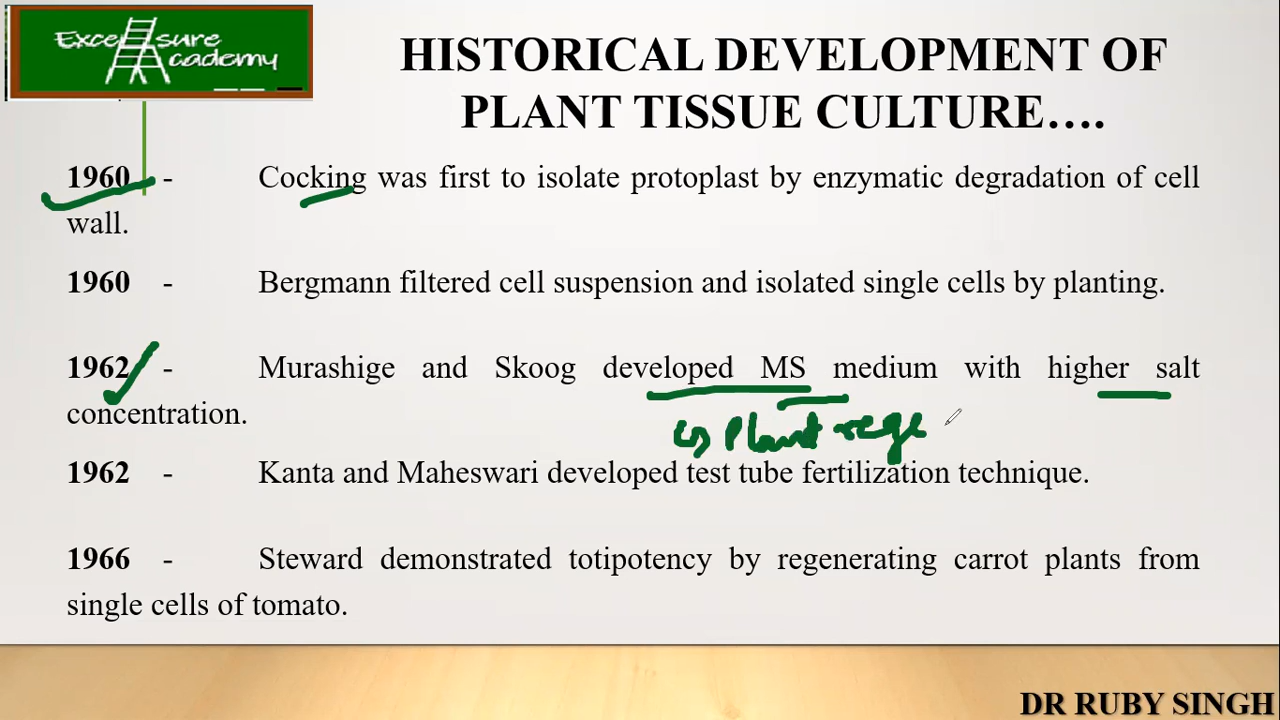 Excel sure
Academy
HISTORICAL DEVELOPMENT OF
PLANT TISSUE CULTURE….
1960 - Cocking was first to isolate protoplast by enzymatic degradation of cell
wall.
1960 - Bergmann filtered cell suspension and isolated single cells by planting.
1962 - Murashige and Skoog developed MS medium with higher salt
concentration.
Plant rege
1962 - Kanta and Maheswari developed test tube fertilization technique.
1966 - Steward demonstrated totipotency by regenerating carrot plants from
single cells of tomato.
DR RUBY SINGH